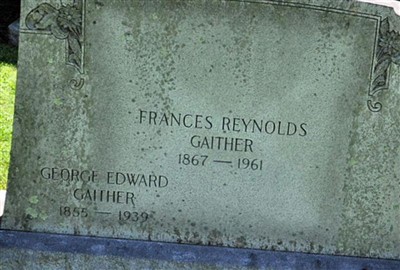 FRANCES REYNOLDS
GAITHER
1867 — 1961
GEORGE EDWARD
GAITHER
1855 — 1939